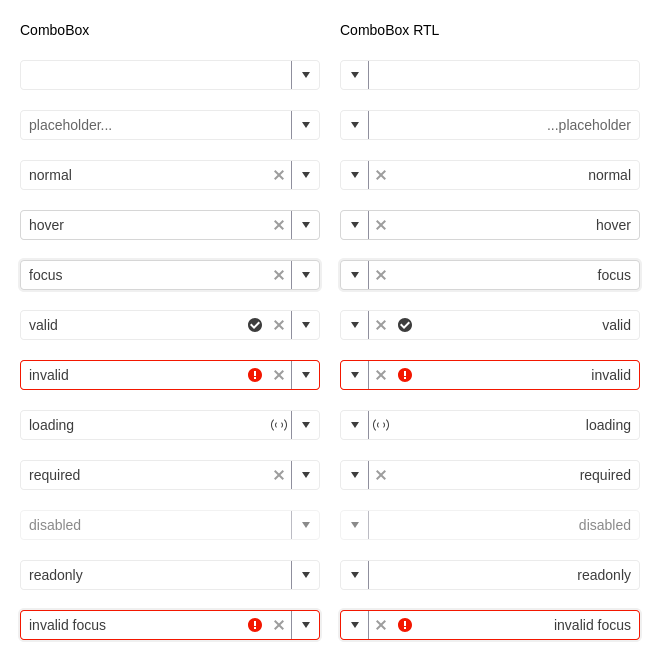 ComboBox
ComboBox RTL
placeholder...
...placeholder
normal
normal
hover
hover
focus
focus
valid
valid
invalid
invalid
loading
loading
required
required
disabled
disabled
readonly
readonly
invalid focus
invalid focus